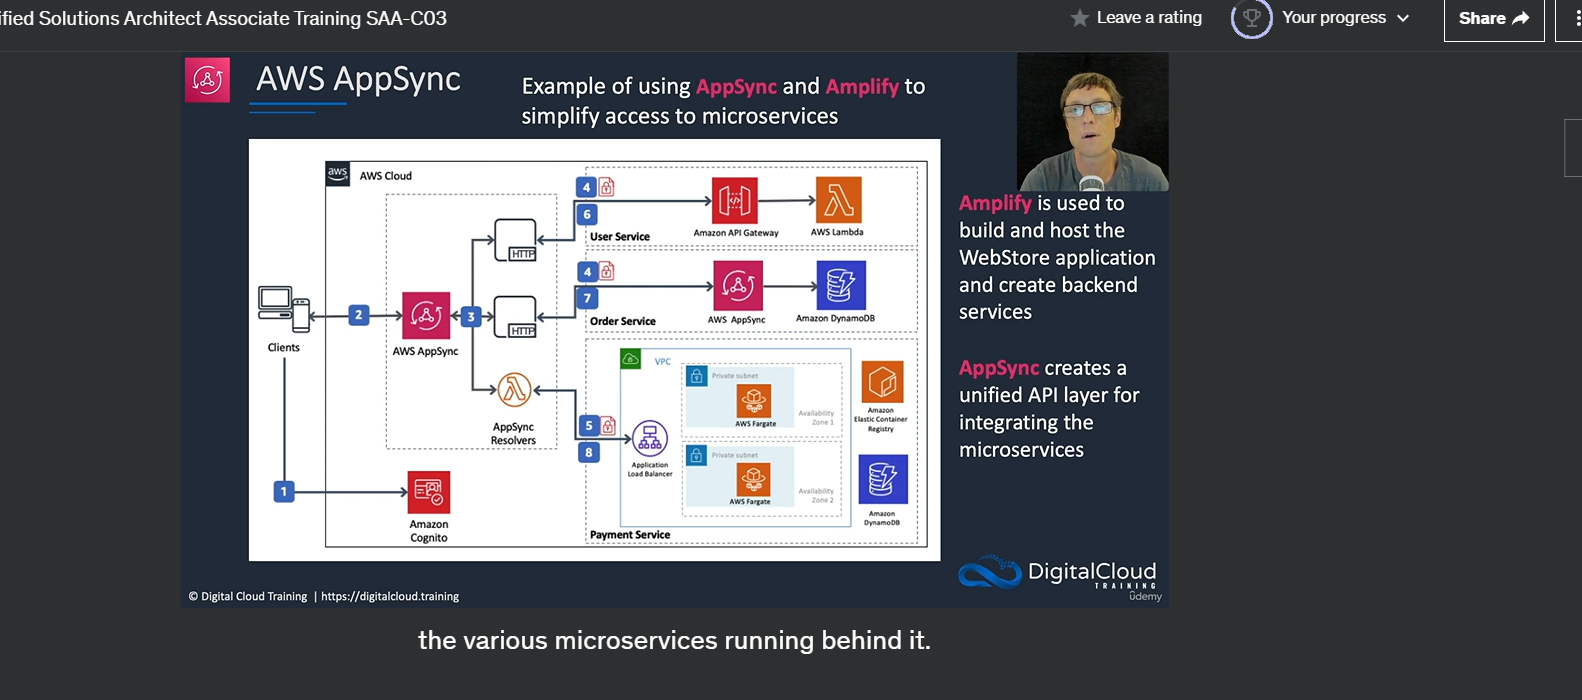 ified Solutions Architect Associate Training SAA-C03
Leave a rating
Your progress
Share
AWS AppSync
Example of using AppSync and Amplify to
simplify access to microservices
aws
AWS Cloud
4
6
User Service
Amazon API Gateway
AWS Lambda
HTTP
4
7
Order Service
AWS AppSync
Amazon DynamoDB
HTTP
Clients
2
AWS AppSync
3
AppSync
Resolvers
5
8
VPC
Private subnet
AWS Fargate
Availability
Zone 1
Private subnet
AWS Fargate
Availability
Zone 2
Application
Load Balancer
Amazon
Elastic Container
Registry
Amazon
DynamoDB
Payment Service
1
Amazon
Cognito
Amplify is used to
build and host the
WebStore application
and create backend
services
AppSync creates a
unified API layer for
integrating the
microservices
DigitalCloud
TRAINING
ûdemy
© Digital Cloud Training | https://digitalcloud.training
the various microservices running behind it.